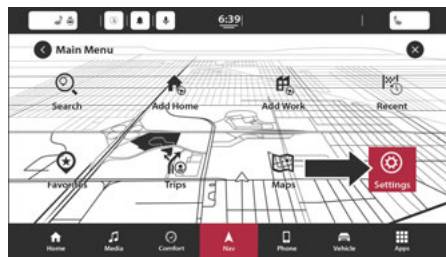 6:39
Main Menu
Search
Add Home
Add Work
Recent
Favorites
Trips
Maps
Settings
Home
Media
Comfort
Nav
Phone
Vehicle
Apps